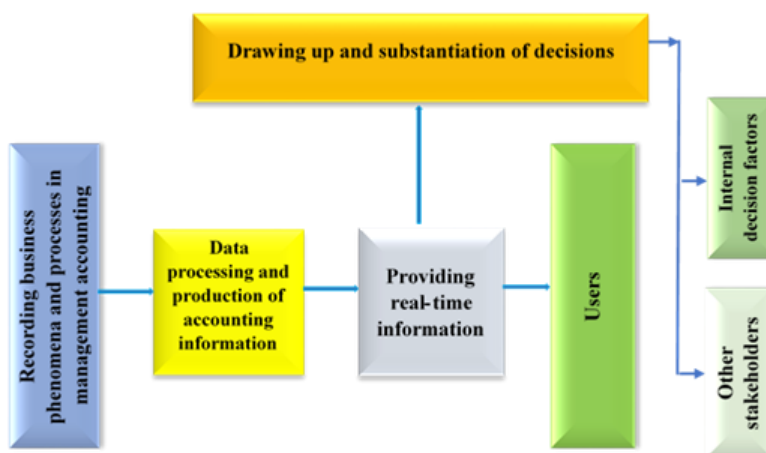 Drawing up and substantiation of decisions
Recording business
phenomena and processes in
management accounting
Data
processing and
production of
accounting
information
Providing
real-time
information
Users
Internal
decision factors
Other
stakeholders